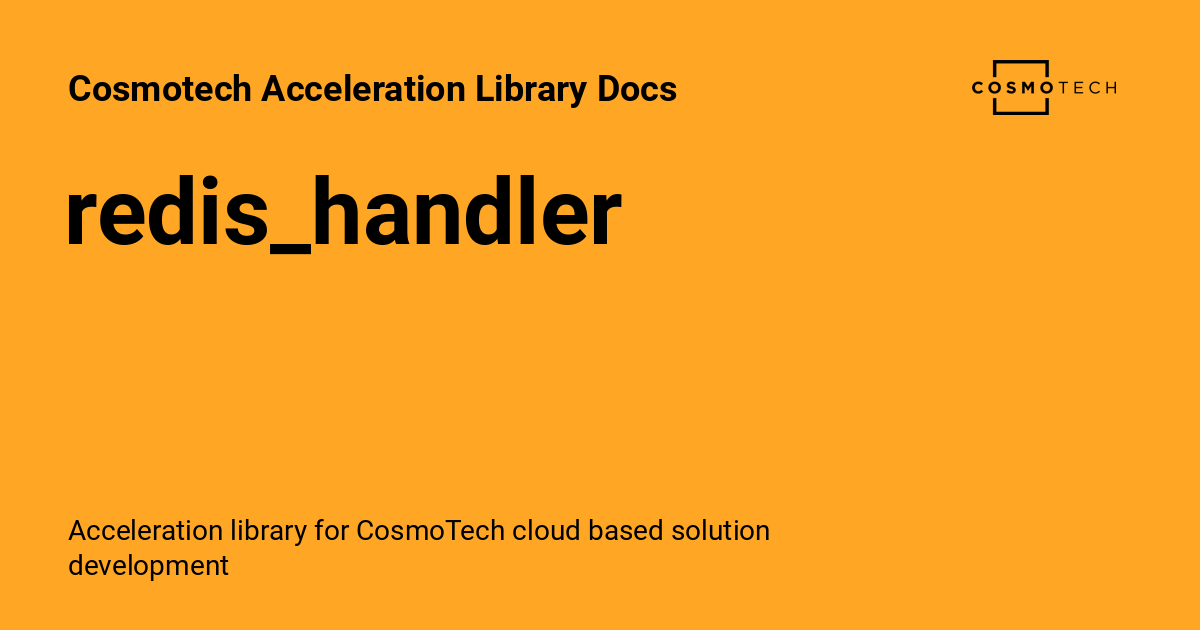 Cosmotech Acceleration Library Docs
COSMOTECH
redis_handler
Acceleration library for CosmoTech cloud based solution
development